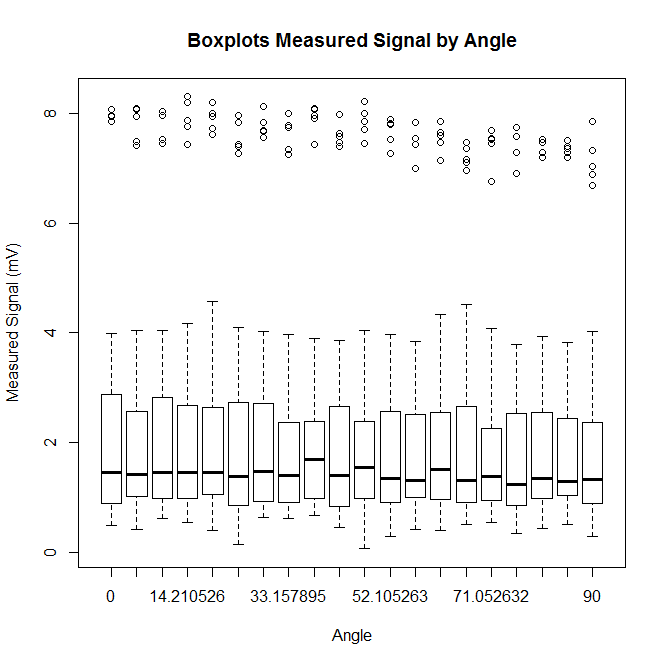 Boxplots Measured Signal by Angle
Measured Signal (mV)
8
6
4
2
0
0 14.210526 33.157895 52.105263 71.052632 90
Angle